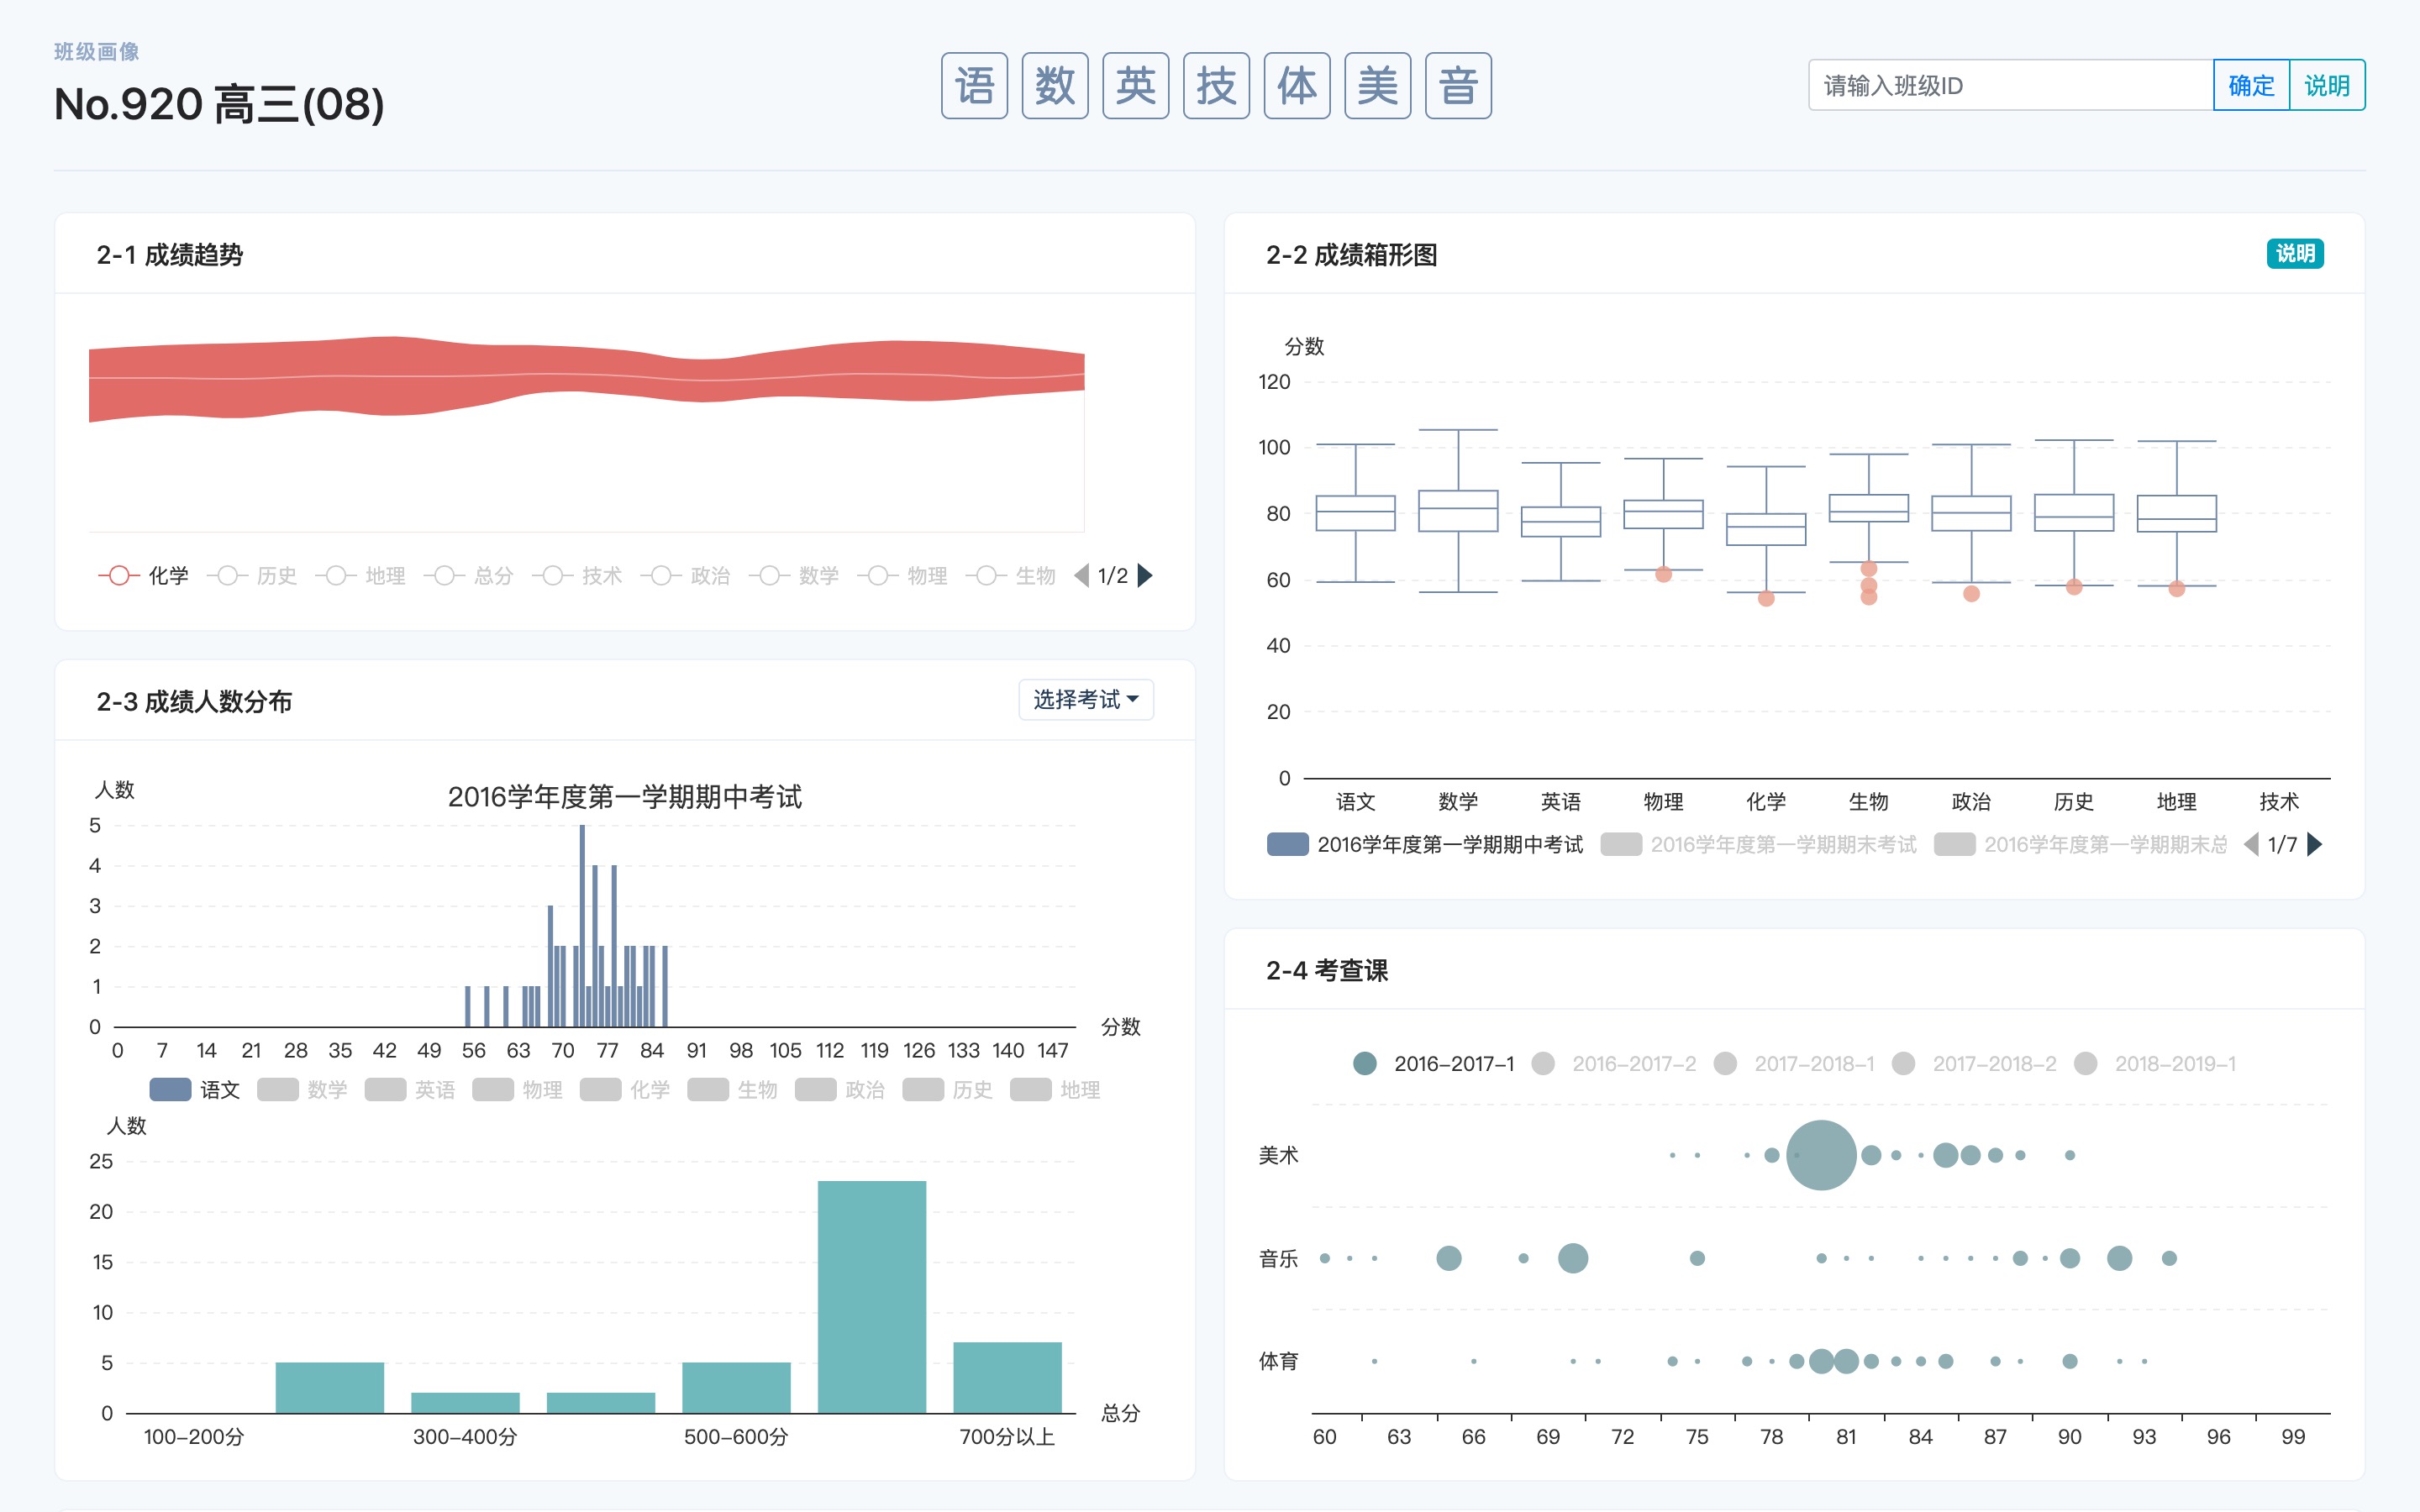 班级画像
No.920 高三(08)
语 数 英 技 体 美 音
请输入班级ID 确定 说明
2-1 成绩趋势
化学 历史 地理 总分 技术 政治 数学 物理 生物 1/2
2-2 成绩箱形图 说明
分数
120
100
80
60
40
20
0
语文 数学 英语 物理 化学 生物 政治 历史 地理 技术
2016学年度第一学期期中考试 2016学年度第一学期期末考试 2016学年度第一学期期末总 1/7
2-3 成绩人数分布 选择考试
人数
2016学年度第一学期期中考试
5
4
3
2
1
0
分数
0 7 14 21 28 35 42 49 56 63 70 77 84 91 98 105 112 119 126 133 140 147
语文 数学 英语 物理 化学 生物 政治 历史 地理
人数
25
20
15
10
5
0
总分
100-200分 300-400分 500-600分 700分以上
2-4 考查课
2016-2017-1 2016-2017-2 2017-2018-1 2017-2018-2 2018-2019-1
美术
音乐
体育
60 63 66 69 72 75 78 81 84 87 90 93 96 99